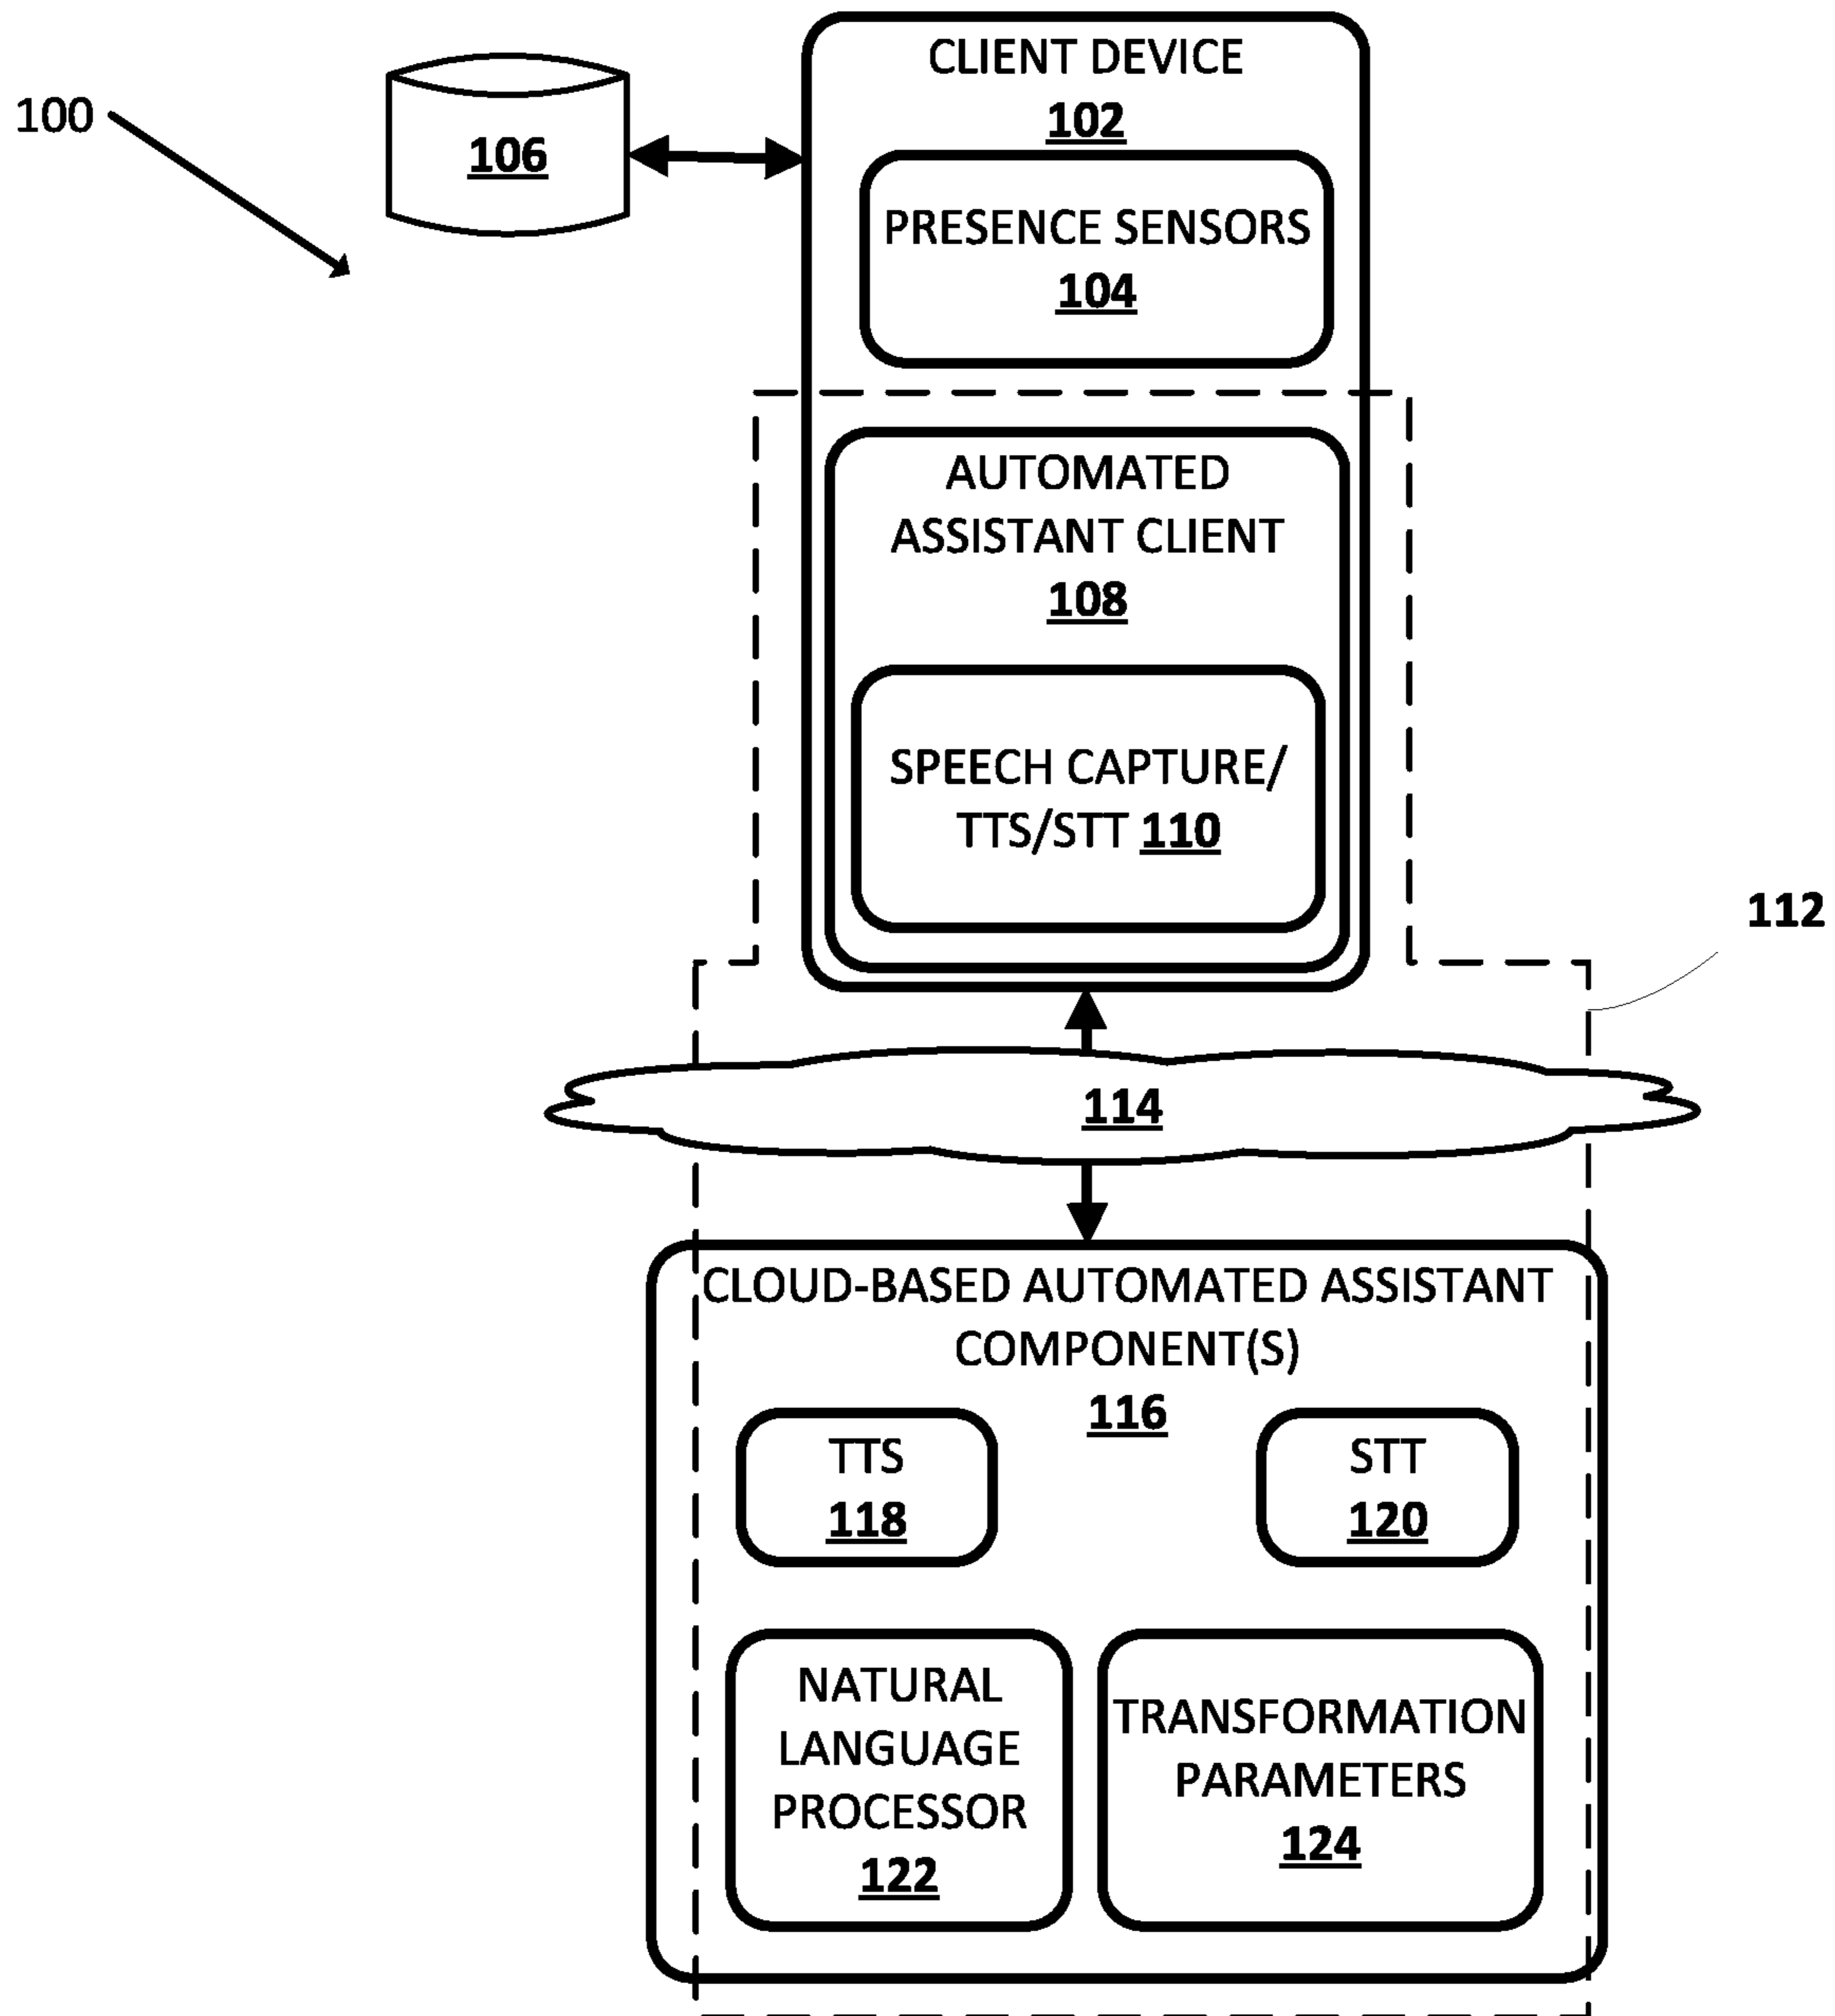 100
106
CLIENT DEVICE
102
PRESENCE SENSORS
104
AUTOMATED
ASSISTANT CLIENT
108
SPEECH CAPTURE/
TTS/STT 110
112
114
CLOUD-BASED AUTOMATED ASSISTANT
COMPONENT(S)
116
TTS
118
STT
120
NATURAL
LANGUAGE
PROCESSOR
122
TRANSFORMATION
PARAMETERS
124